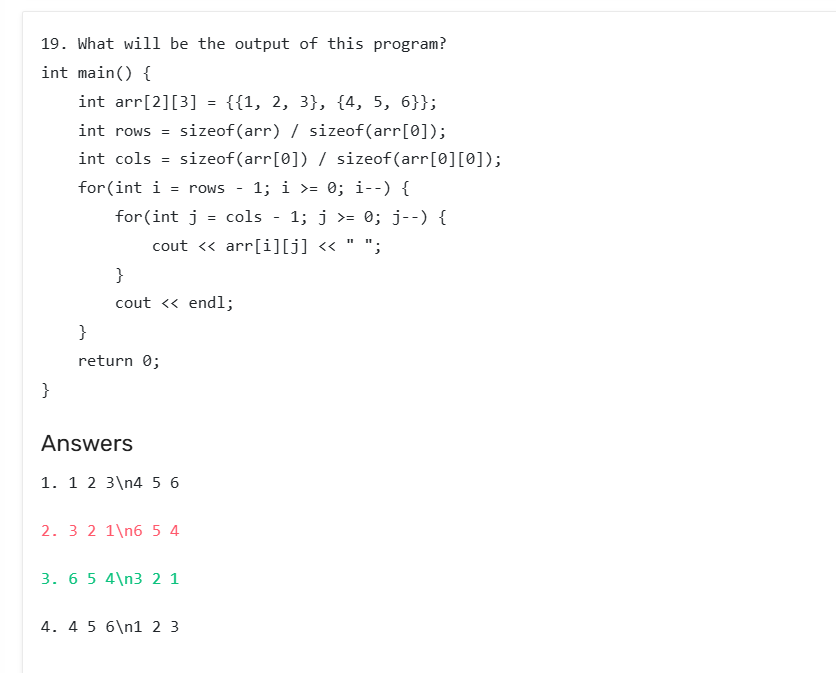 19. What will be the output of this program?
int main() {
    int arr[2][3] = {{1, 2, 3}, {4, 5, 6}};
    int rows = sizeof(arr) / sizeof(arr[0]);
    int cols = sizeof(arr[0]) / sizeof(arr[0][0]);
    for(int i = rows - 1; i >= 0; i--) {
        for(int j = cols - 1; j >= 0; j--) {
            cout << arr[i][j] << " ";
        }
        cout << endl;
    }
    return 0;
}
Answers
1. 1 2 3\n4 5 6
2. 3 2 1\n6 5 4
3. 6 5 4\n3 2 1
4. 4 5 6\n1 2 3